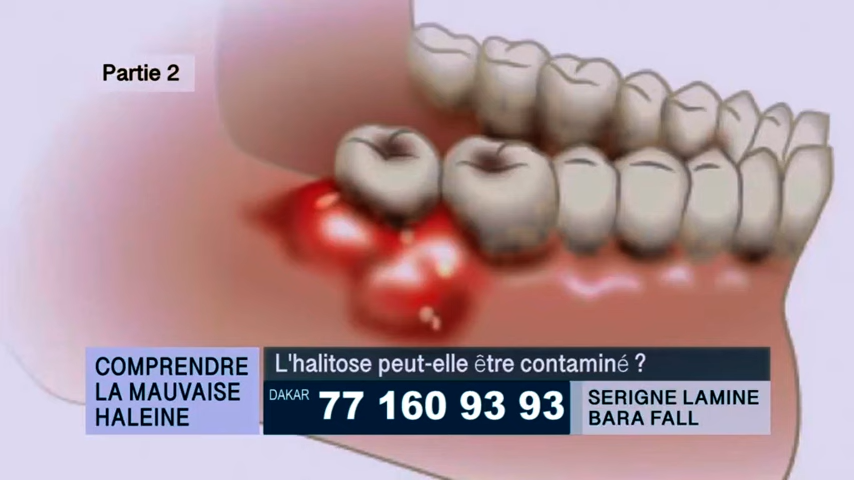 Partie 2
COMPRENDRE
LA MAUVAISE
HALEINE
L'halitose peut-elle être contaminé ?
DAKAR 77 160 93 93
SERIGNE LAMINE
BARA FALL